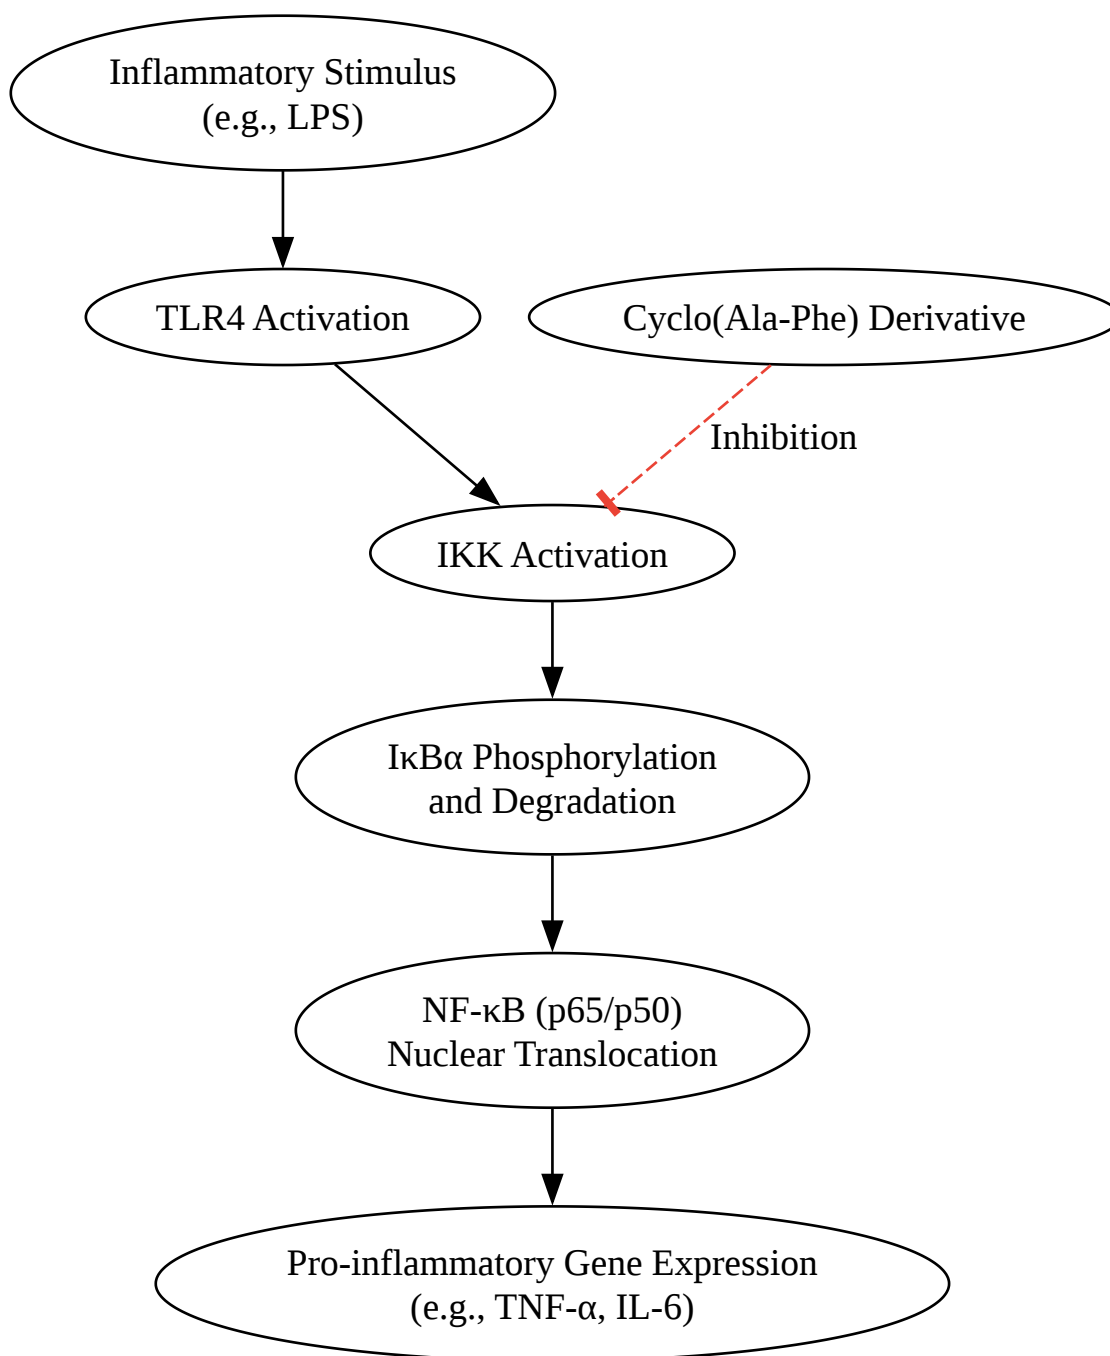 Inflammatory Stimulus
(e.g., LPS)
TLR4 Activation
Cyclo(Ala-Phe) Derivative
Inhibition
IKK Activation
IκBα Phosphorylation
and Degradation
NF-κB (p65/p50)
Nuclear Translocation
Pro-inflammatory Gene Expression
(e.g., TNF-α, IL-6)